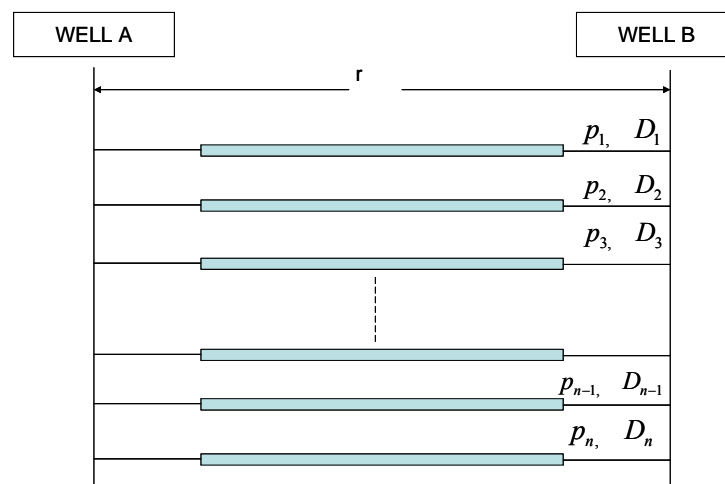 WELL A WELL B
r
p₁, D₁
p₂, D₂
p₃, D₃
pₙ₋₁, Dₙ₋₁
pₙ, Dₙ